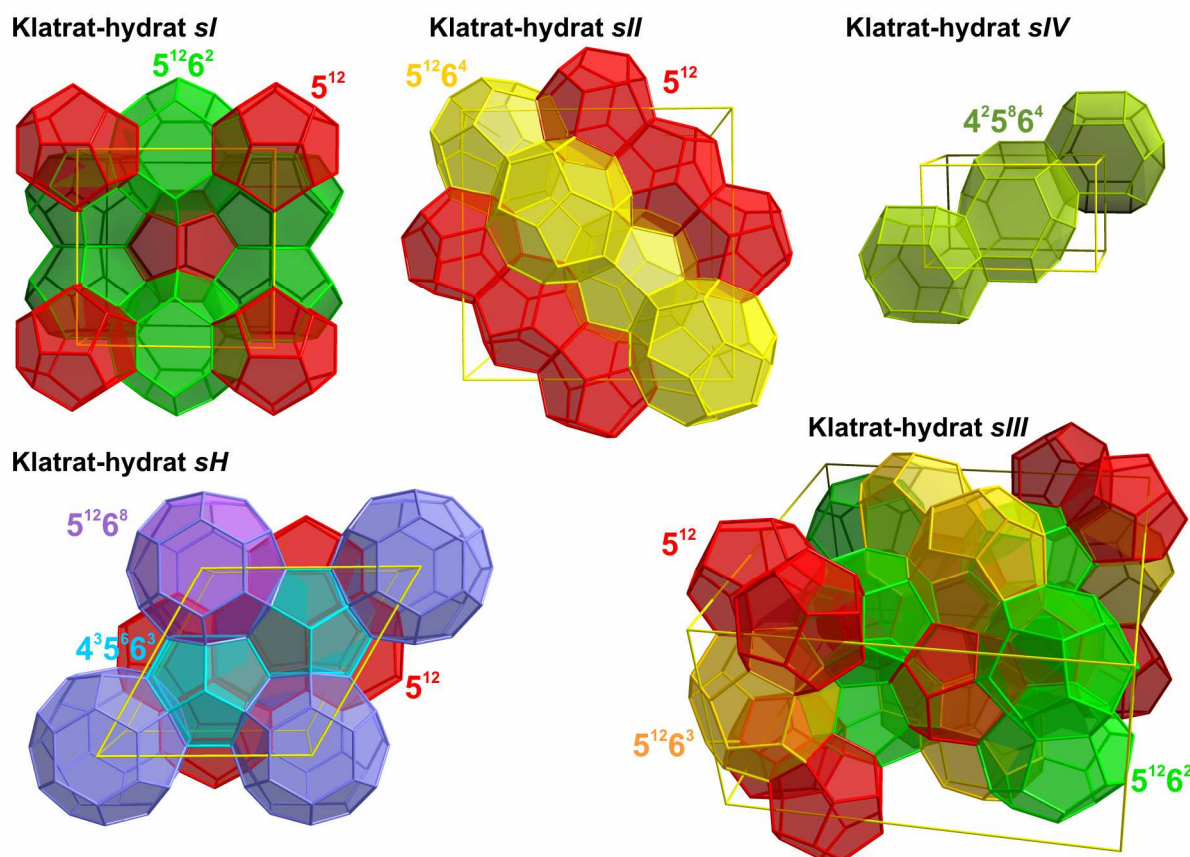 Klatrat-hydrat sI
5¹²6²
5¹²
Klatrat-hydrat sII
5¹²6⁴
5¹²
Klatrat-hydrat sIV
4²5⁸6⁴
Klatrat-hydrat sH
5¹²6⁸
4³5⁶6³
5¹²
Klatrat-hydrat sIII
5¹²
5¹²6³
5¹²6²